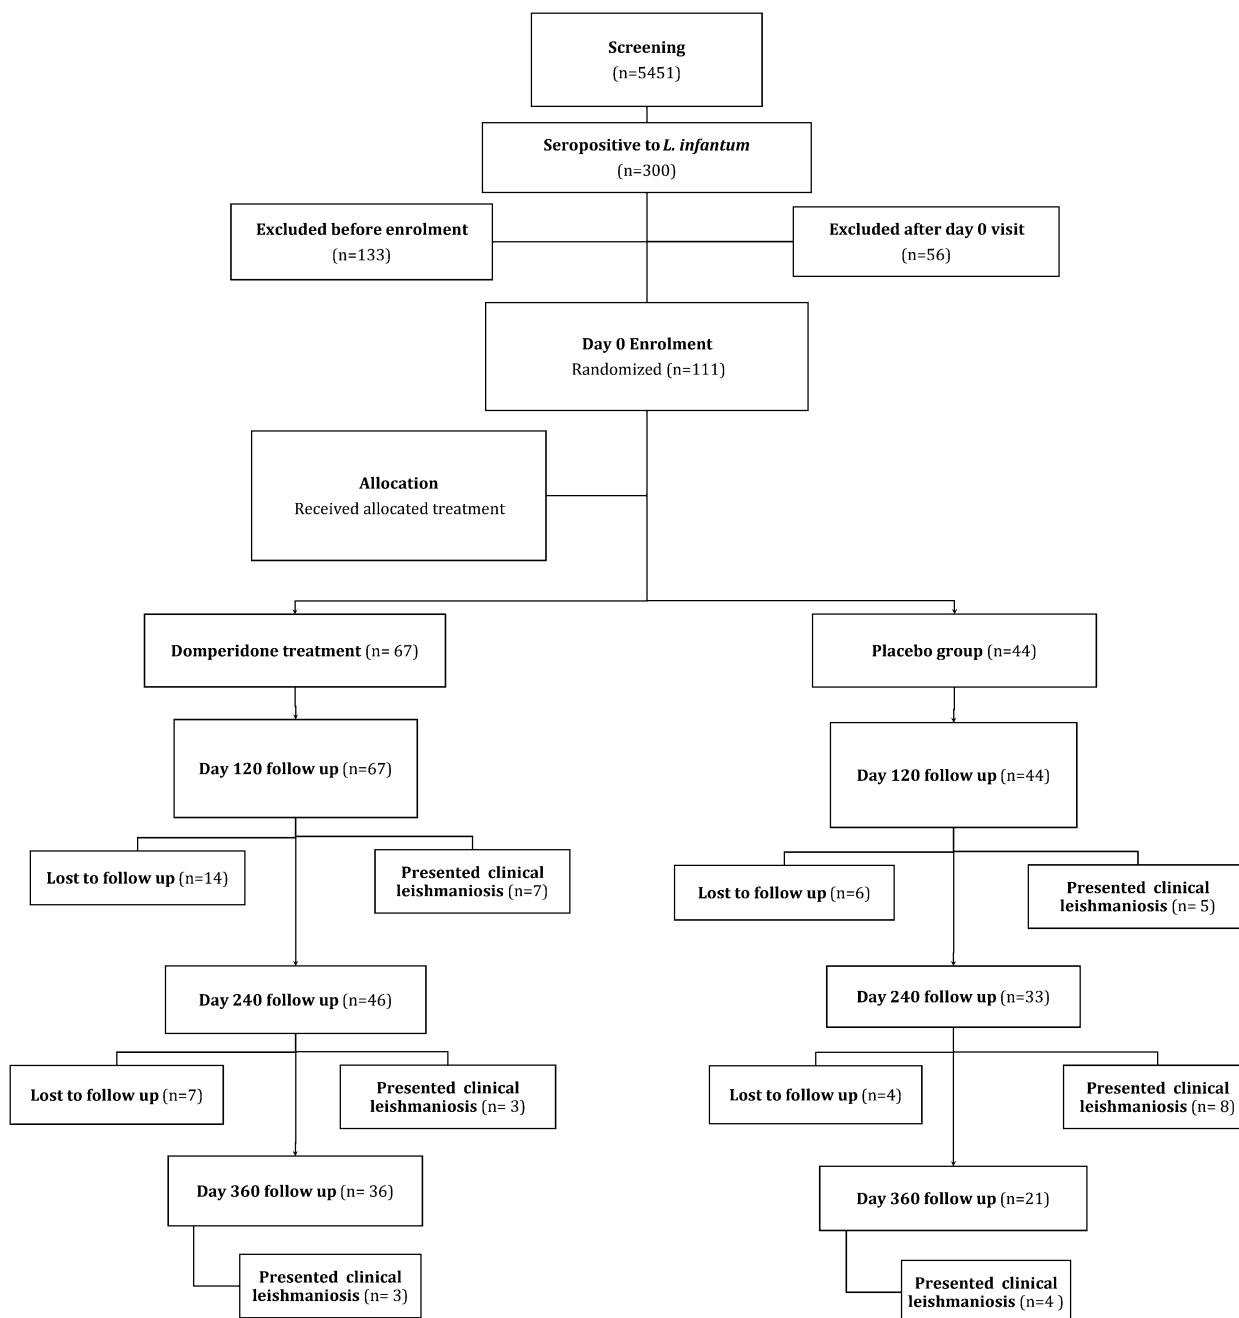 Screening
(n=5451)
Seropositive to L. infantum
(n=300)
Excluded before enrolment
(n=133)
Excluded after day 0 visit
(n=56)
Day 0 Enrolment
Randomized (n=111)
Allocation
Received allocated treatment
Domperidone treatment (n= 67)
Placebo group (n=44)
Day 120 follow up (n=67)
Day 120 follow up (n=44)
Lost to follow up (n=14)
Presented clinical
leishmaniosis (n=7)
Lost to follow up (n=6)
Presented clinical
leishmaniosis (n= 5)
Day 240 follow up (n=46)
Day 240 follow up (n=33)
Lost to follow up (n=7)
Presented clinical
leishmaniosis (n= 3)
Lost to follow up (n=4)
Presented clinical
leishmaniosis (n= 8)
Day 360 follow up (n= 36)
Day 360 follow up (n=21)
Presented clinical
leishmaniosis (n= 3)
Presented clinical
leishmaniosis (n=4 )